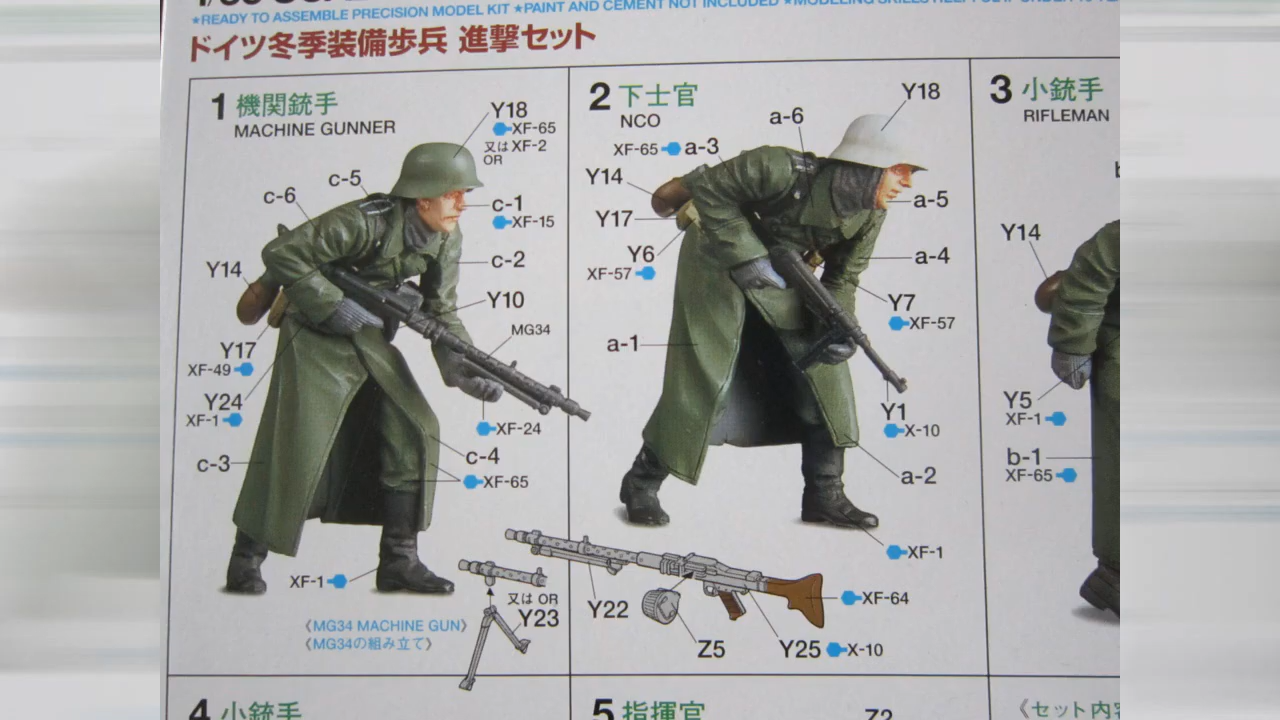 ★READY TO ASSEMBLE PRECISION MODEL KIT ★PAINT AND CEMENT NOT INCLUDED
ドイツ冬季装備歩兵 進撃セット
1 機関銃手
MACHINE GUNNER
Y18
XF-65
又は XF-2
OR
c-5
c-6
c-1
XF-15
c-2
Y14
Y10
MG34
Y17
XF-49
Y24
XF-1
XF-24
c-3
c-4
XF-65
XF-1
《MG34 MACHINE GUN》
《MG34の組み立て》
又は OR
Y23
2 下士官
NCO
Y18
a-6
XF-65
a-3
Y14
a-5
Y17
Y6
XF-57
a-4
Y7
XF-57
a-1
Y1
X-10
a-2
XF-1
Y22
XF-64
Z5
Y25
X-10
3 小銃手
RIFLEMAN
Y14
Y5
XF-1
b-1
XF-65
4 小銃手
5 指揮官
Z2